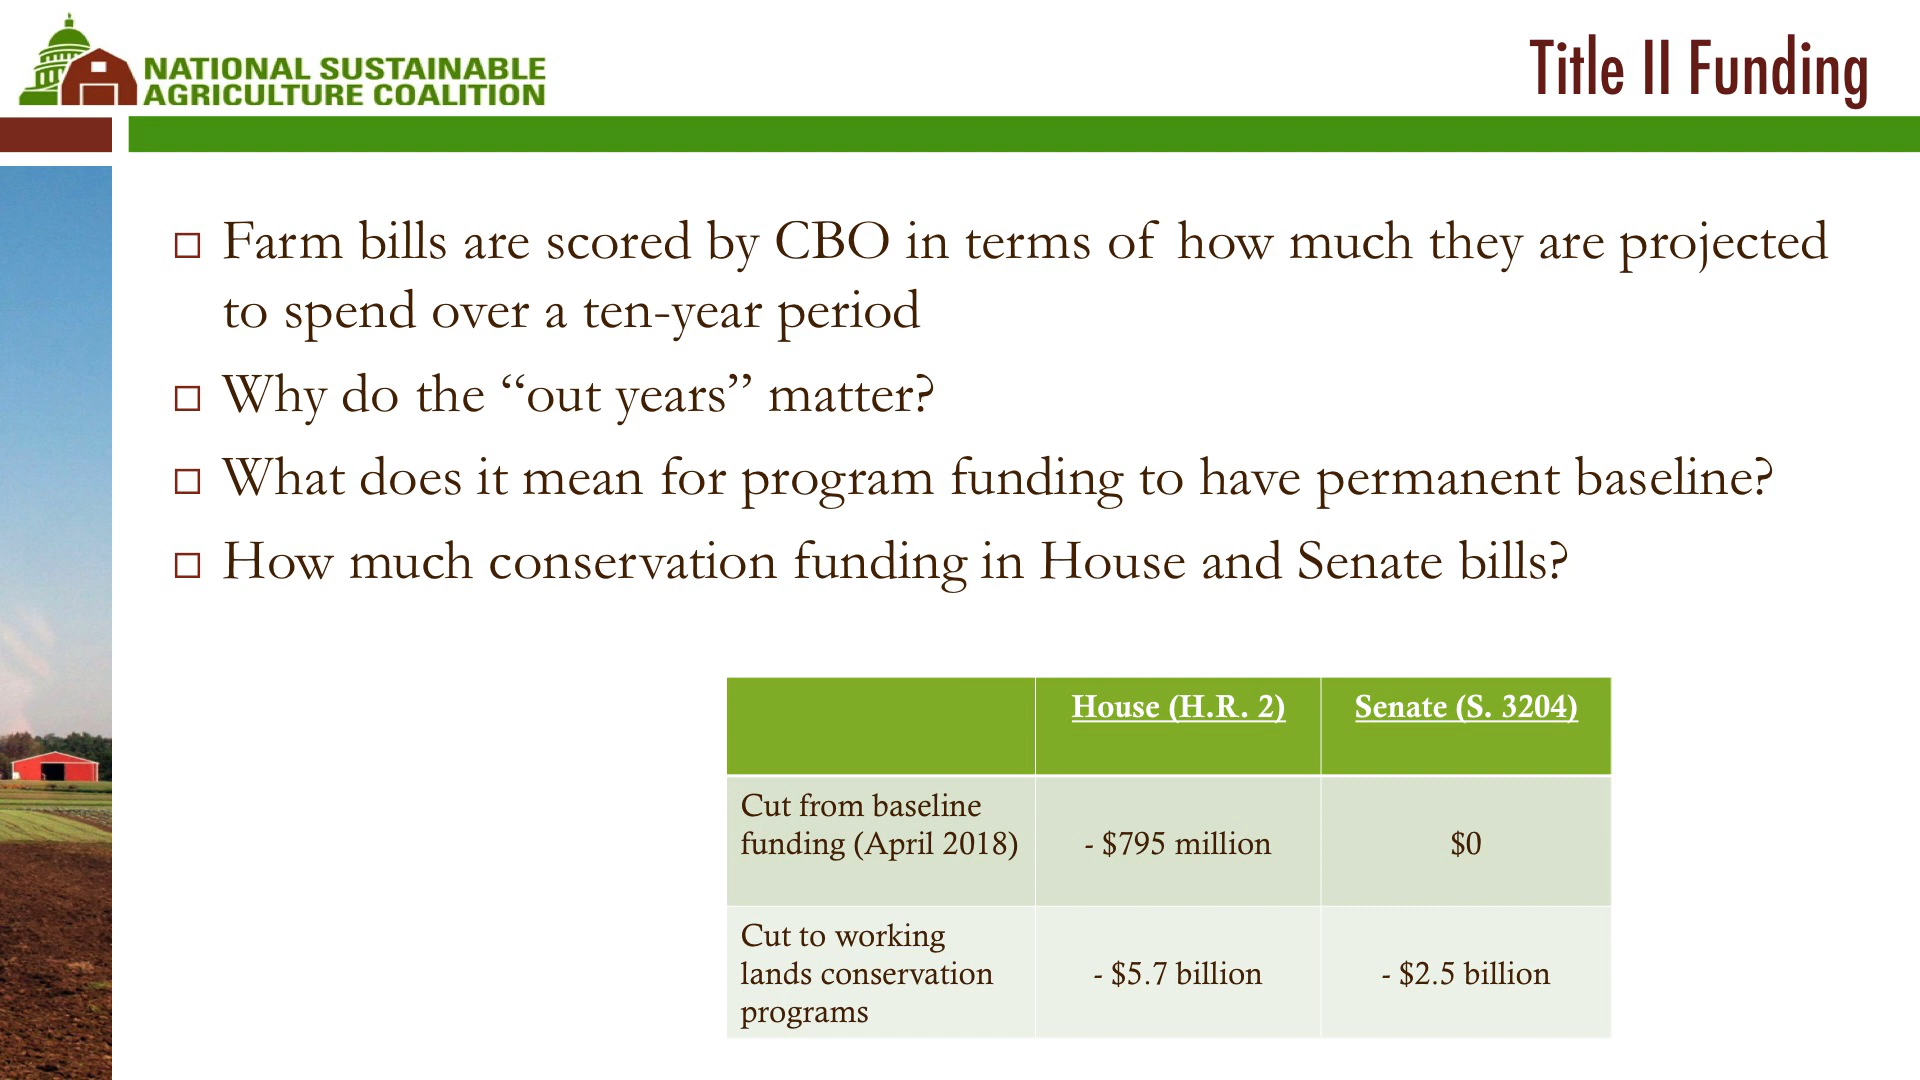 NATIONAL SUSTAINABLE
AGRICULTURE COALITION
Title II Funding
Farm bills are scored by CBO in terms of how much they are projected
to spend over a ten-year period
Why do the “out years” matter?
What does it mean for program funding to have permanent baseline?
How much conservation funding in House and Senate bills?
House (H.R. 2) Senate (S. 3204)
Cut from baseline
funding (April 2018) - $795 million $0
Cut to working
lands conservation - $5.7 billion - $2.5 billion
programs